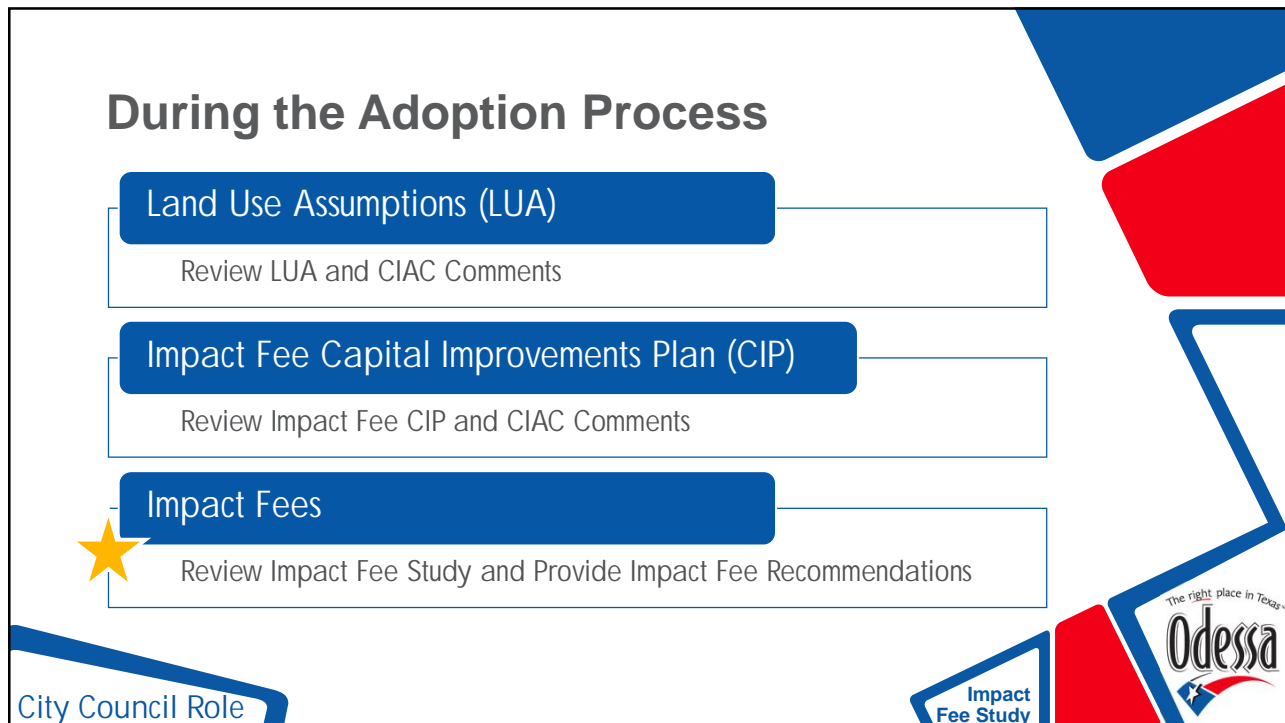 During the Adoption Process
Land Use Assumptions (LUA)
Review LUA and CIAC Comments
Impact Fee Capital Improvements Plan (CIP)
Review Impact Fee CIP and CIAC Comments
Impact Fees
Review Impact Fee Study and Provide Impact Fee Recommendations
City Council Role
Impact
Fee Study
The right place in Texas℠
Odessa